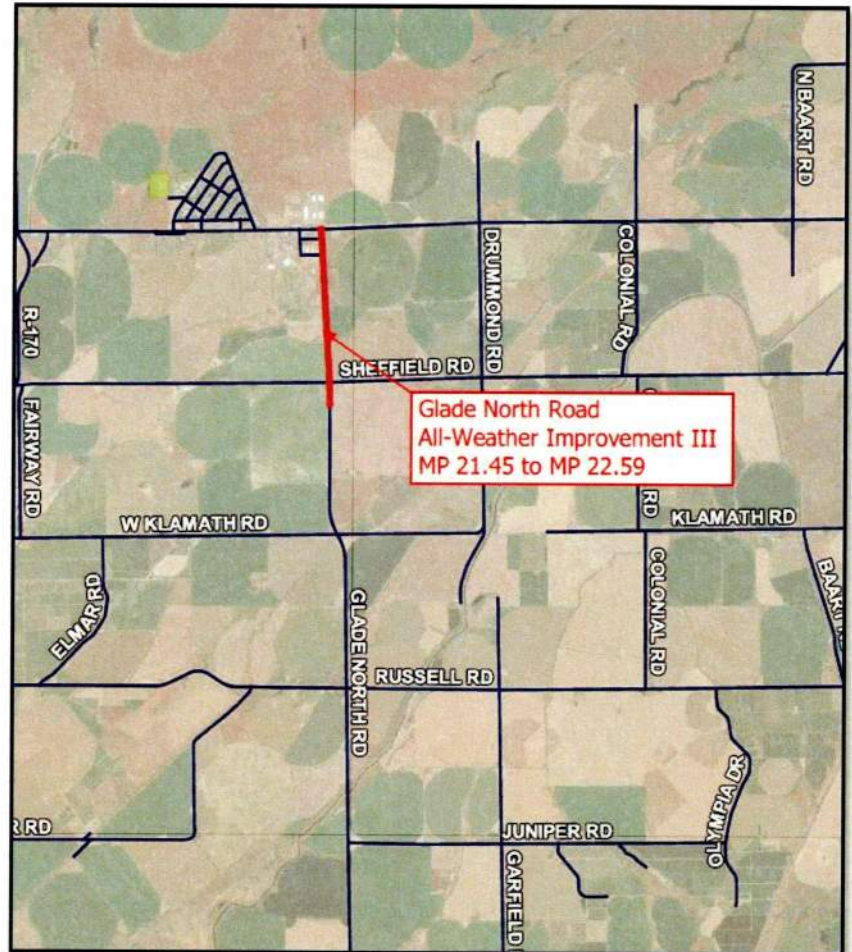 N BAART RD
DRUMMOND RD
COLONIAL RD
R-170
SHEFFIELD RD
Glade North Road
All-Weather Improvement III
MP 21.45 to MP 22.59
FAIRWAY RD
RD
W KLAMATH RD
KLAMATH RD
ELMAR RD
GLADE NORTH RD
COLONIAL RD
BAART
RUSSELL RD
OLYMPIA DR
R RD
JUNIPER RD
GARFIELD